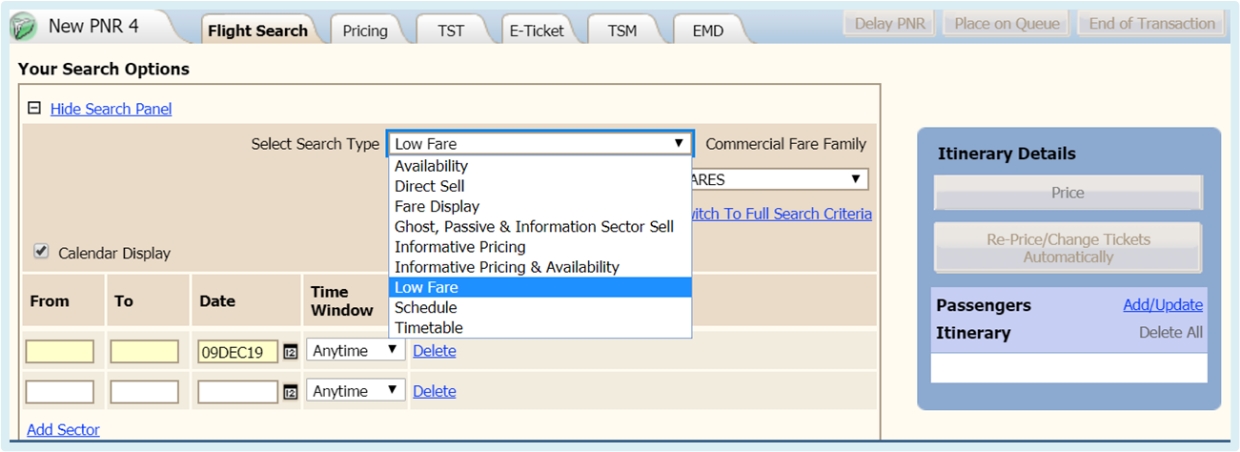 New PNR 4
Flight Search
Pricing
TST
E-Ticket
TSM
EMD
Delay PNR
Place on Queue
End of Transaction
Your Search Options
Hide Search Panel
Select Search Type
Low Fare
Commercial Fare Family
Availability
Direct Sell
Fare Display
Ghost, Passive & Information Sector Sell
Informative Pricing
Informative Pricing & Availability
Low Fare
Schedule
Timetable
ARES
witch To Full Search Criteria
Calendar Display
From
To
Date
Time
Window
09DEC19
12
Anytime
Delete
12
Anytime
Delete
Add Sector
Itinerary Details
Price
Re-Price/Change Tickets
Automatically
Passengers
Add/Update
Itinerary
Delete All